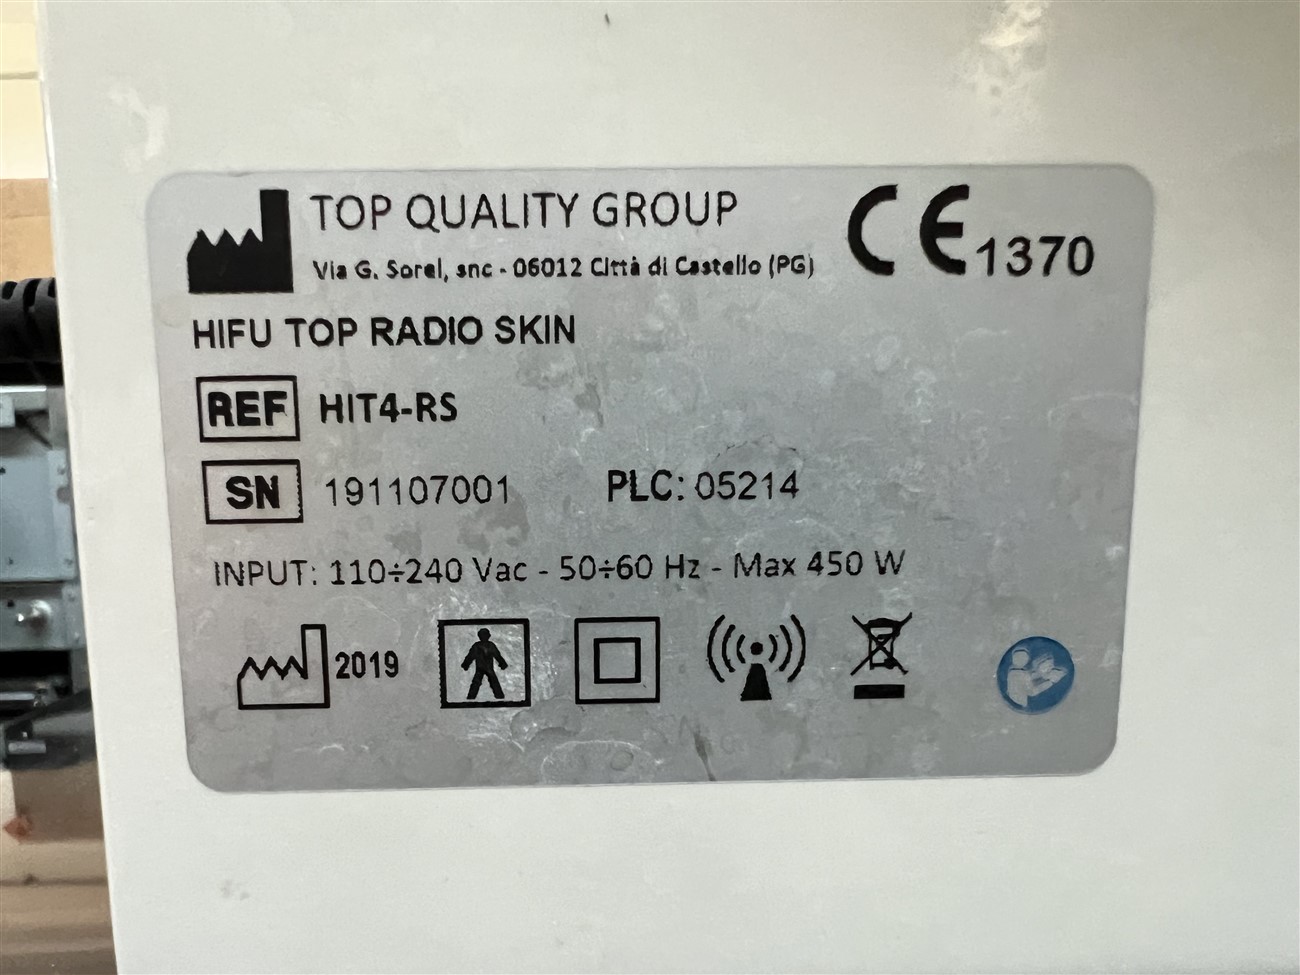 TOP QUALITY GROUP
Via G. Sorel, snc - 06012 Città di Castello (PG)
CE 1370
HIFU TOP RADIO SKIN
REF HIT4-RS
SN 191107001 PLC: 05214
INPUT: 110÷240 Vac - 50÷60 Hz - Max 450 W
2019